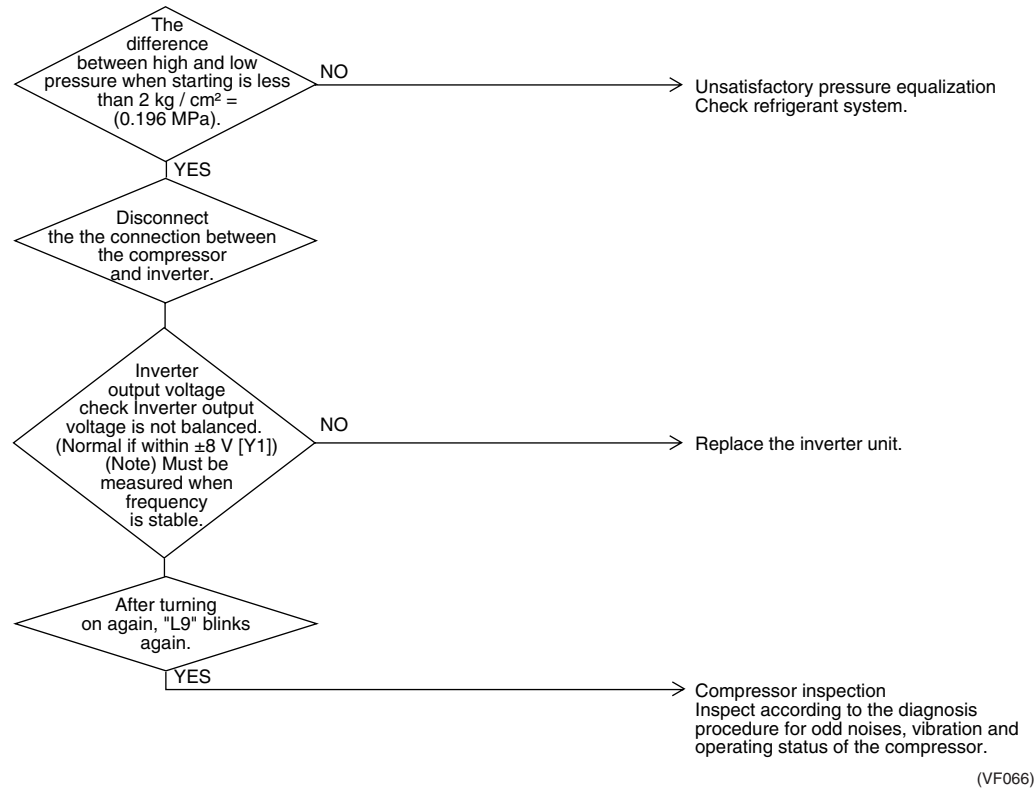 The
difference
between high and low
pressure when starting is less
than 2 kg / cm² =
(0.196 MPa).
NO
Unsatisfactory pressure equalization
Check refrigerant system.
YES
Disconnect
the the connection between
the compressor
and inverter.
Inverter
output voltage
check Inverter output
voltage is not balanced.
(Normal if within ±8 V [Y1])
(Note) Must be
measured when
frequency
is stable.
NO
Replace the inverter unit.
After turning
on again, "L9" blinks
again.
YES
Compressor inspection
Inspect according to the diagnosis
procedure for odd noises, vibration and
operating status of the compressor.
(VF066)